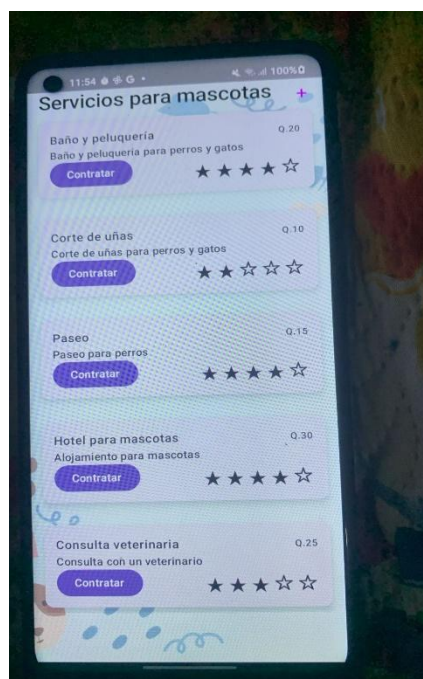 11:54 G 100%
Servicios para mascotas +
Baño y peluquería Q.20
Baño y peluqueria para perros y gatos
Contratar
Corte de uñas Q.10
Corte de uñas para perros y gatos
Contratar
Paseo Q.15
Paseo para perros
Contratar
Hotel para mascotas Q.30
Alojamiento para mascotas
Contratar
Consulta veterinaria Q.25
Consulta con un veterinario
Contratar